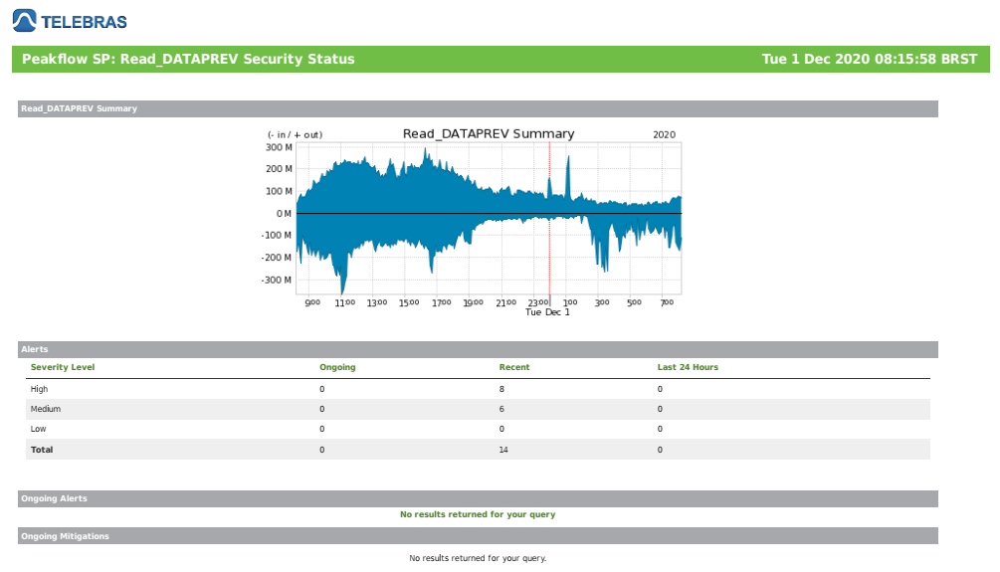 TELEBRAS
Peakflow SP: Read_DATAPREV Security Status Tue 1 Dec 2020 08:15:58 BRST
Read_DATAPREV Summary
(- in / + out) Read_DATAPREV Summary 2020
300 M
200 M
100 M
0 M
-100 M
-200 M
-300 M
9:00 11:00 13:00 15:00 17:00 19:00 21:00 23:00 1:00 3:00 5:00 7:00
Tue Dec 1
Alerts
Severity Level Ongoing Recent Last 24 Hours
High 0 8 0
Medium 0 6 0
Low 0 0 0
Total 0 14 0
Ongoing Alerts
No results returned for your query
Ongoing Mitigations
No results returned for your query.